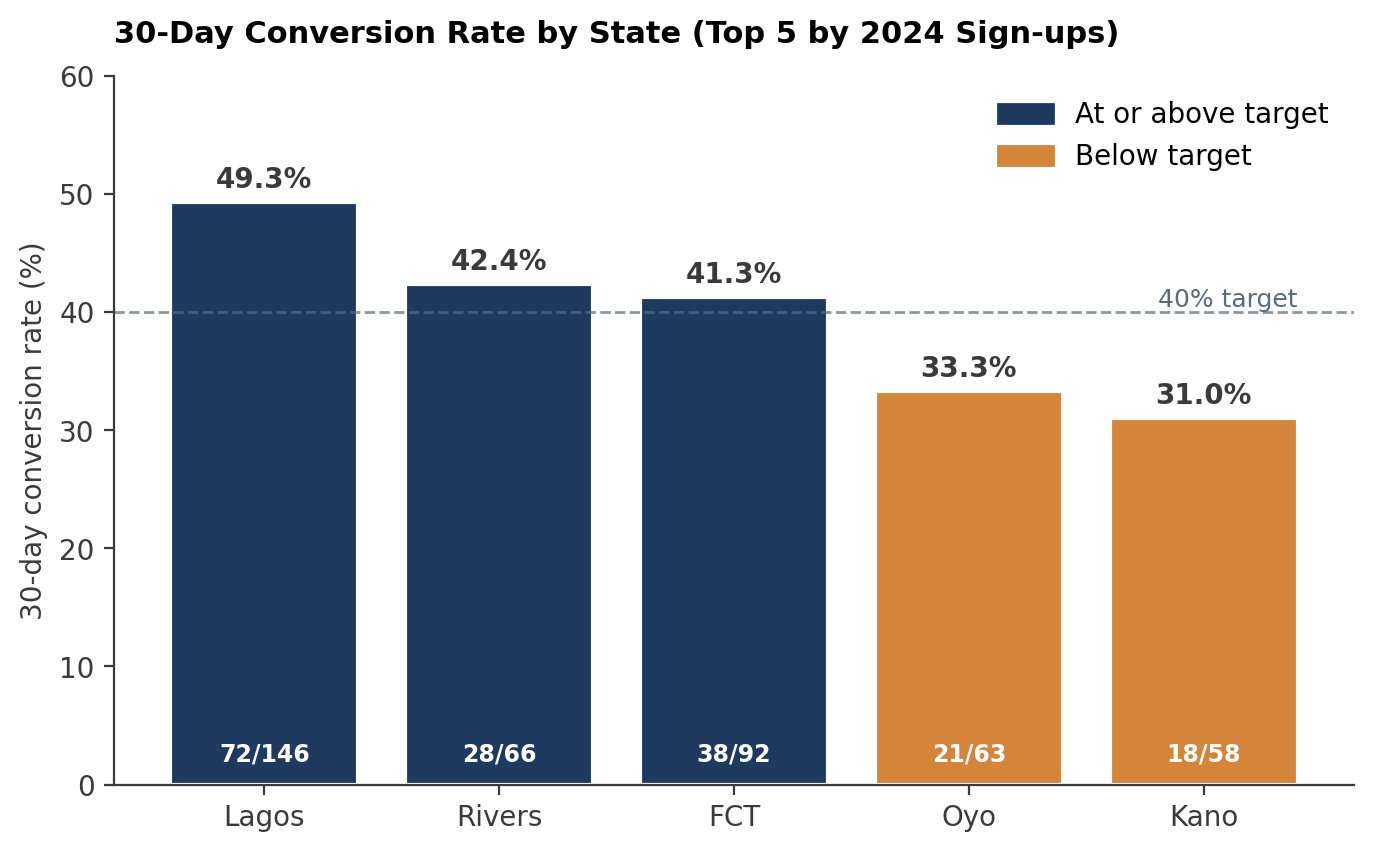 30-Day Conversion Rate by State (Top 5 by 2024 Sign-ups)
60
50
40
30
20
10
0
30-day conversion rate (%)
At or above target
Below target
49.3%
42.4%
41.3%
40% target
33.3%
31.0%
72/146
28/66
38/92
21/63
18/58
Lagos
Rivers
FCT
Oyo
Kano